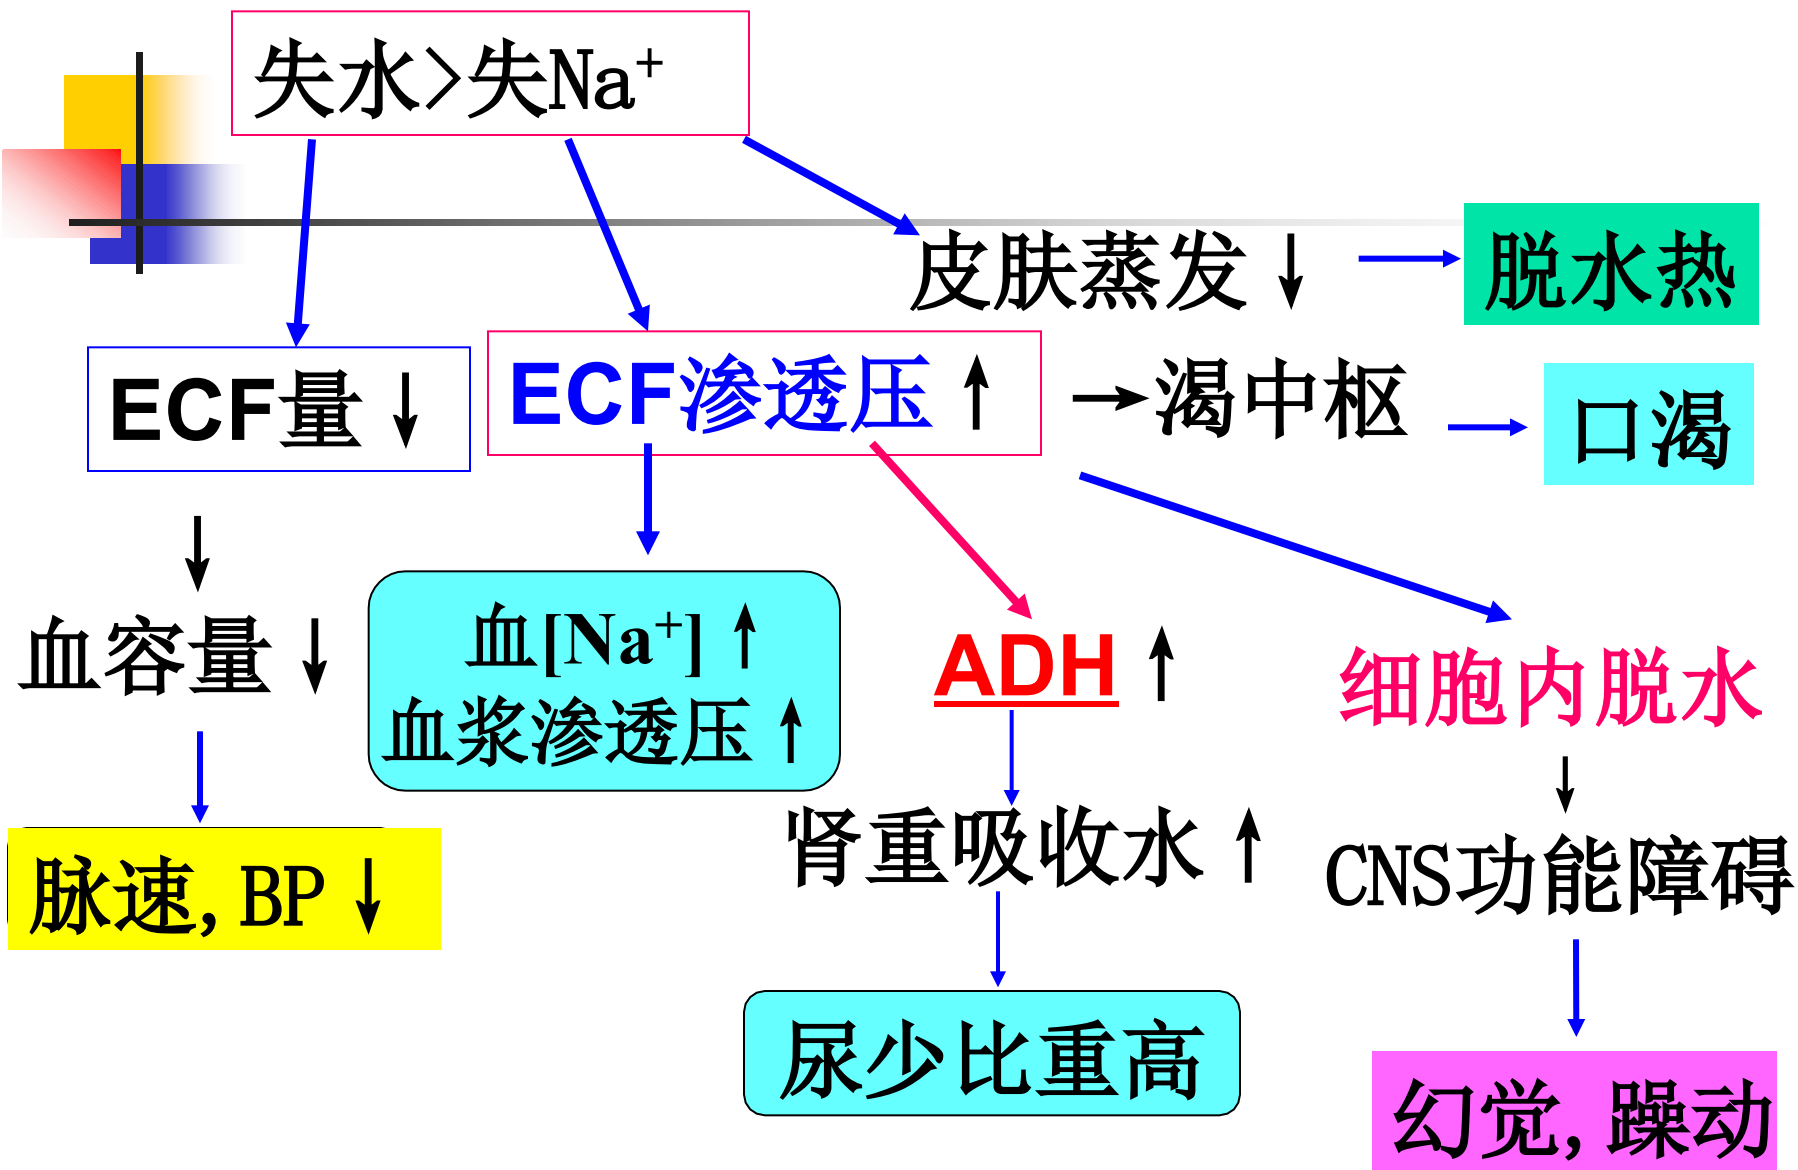 失水>失Na⁺
皮肤蒸发↓
脱水热
ECF量↓
ECF渗透压↑
→渴中枢
口渴
↓
血容量↓
血[Na⁺]↑
血浆渗透压↑
ADH↑
细胞内脱水
↓
脉速,BP↓
肾重吸收水↑
CNS功能障碍
尿少比重高
幻觉,躁动